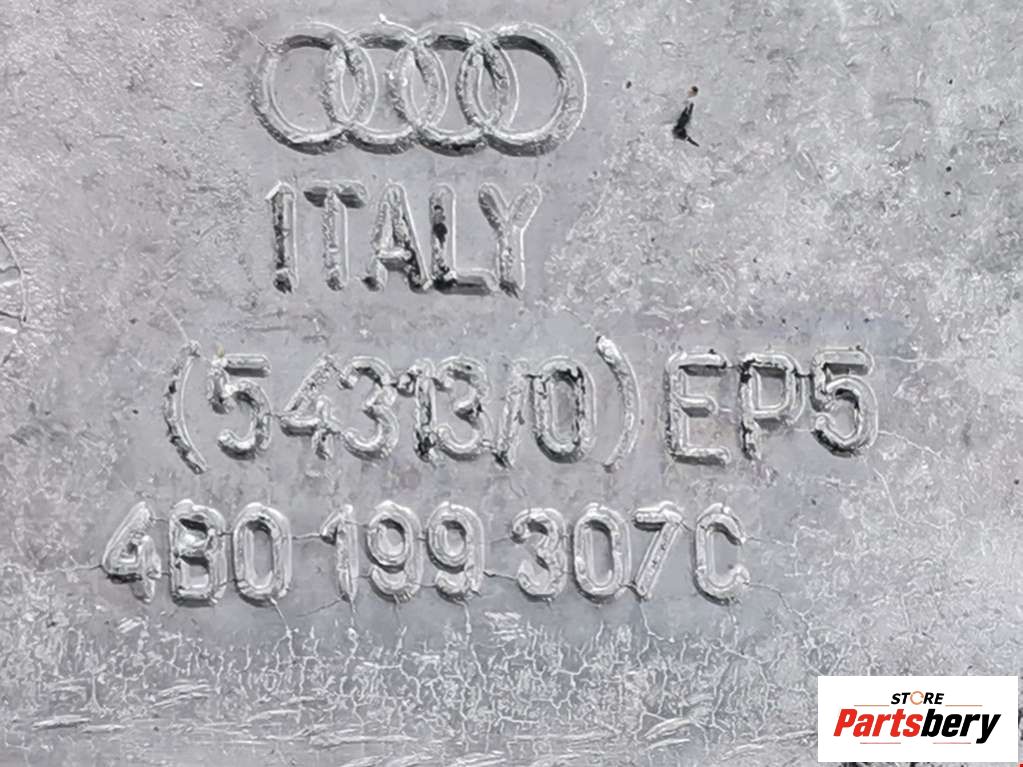 ITALY
(54313/0) EP5
4B0 199 307C
STORE
Partsbery